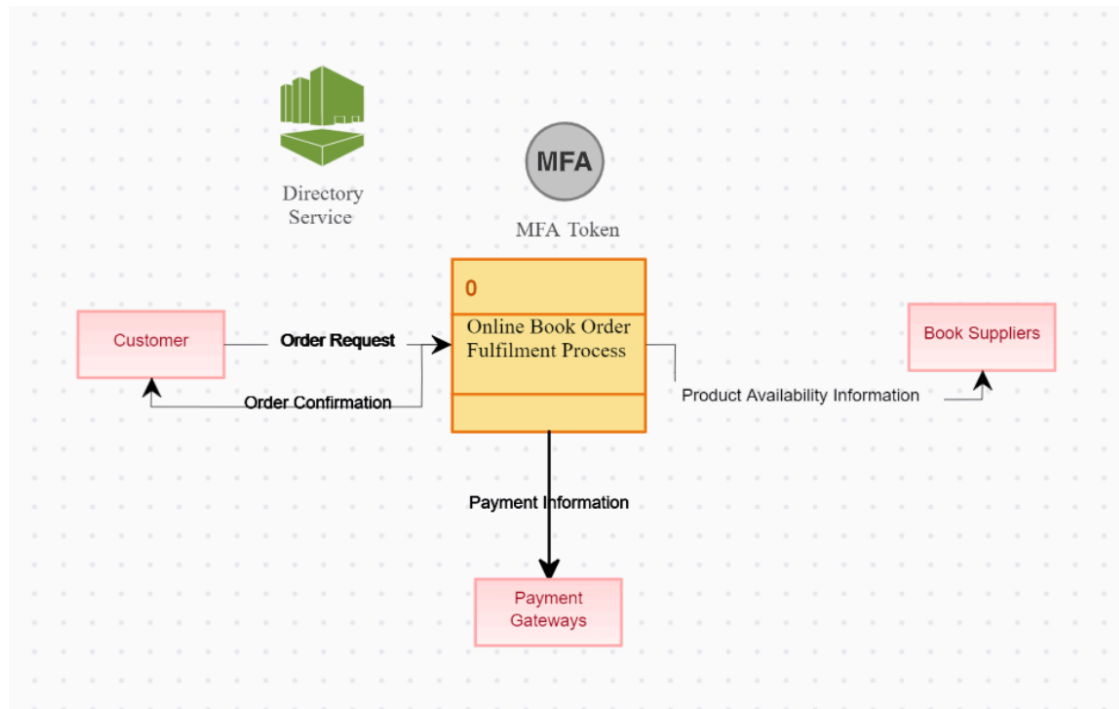 MFA
Directory
Service
MFA Token
0
Online Book Order
Fulfilment Process
Customer
Order Request
Book Suppliers
Order Confirmation
Product Availability Information
Payment Information
Payment
Gateways